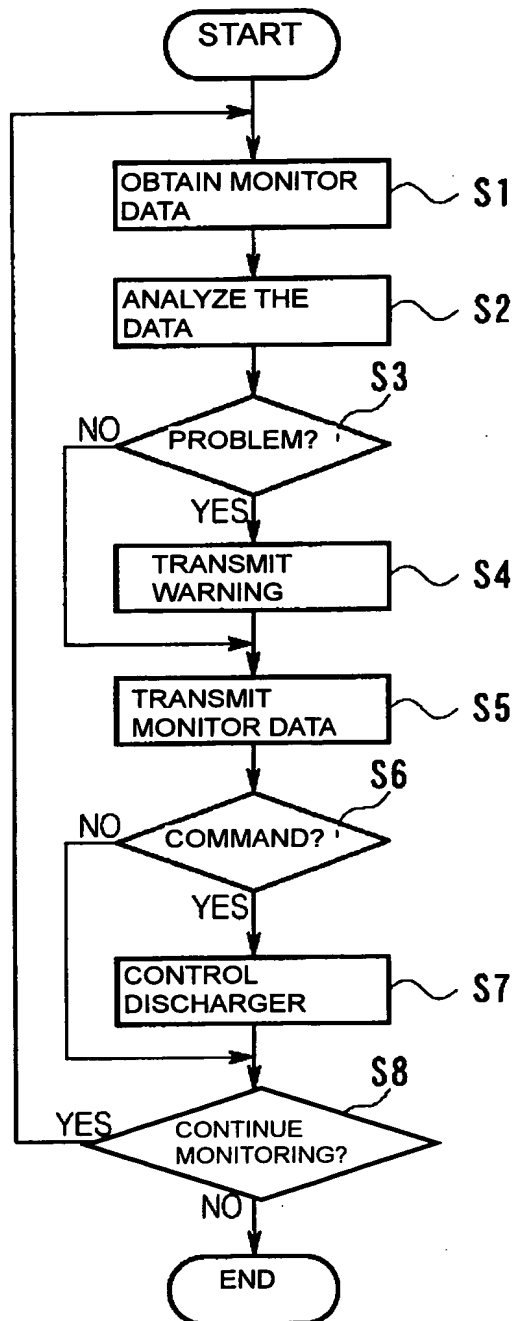 START
OBTAIN MONITOR
DATA
S1
ANALYZE THE
DATA
S2
S3
NO
PROBLEM?
YES
TRANSMIT
WARNING
S4
TRANSMIT
MONITOR DATA
S5
S6
NO
COMMAND?
YES
CONTROL
DISCHARGER
S7
S8
YES
CONTINUE
MONITORING?
NO
END